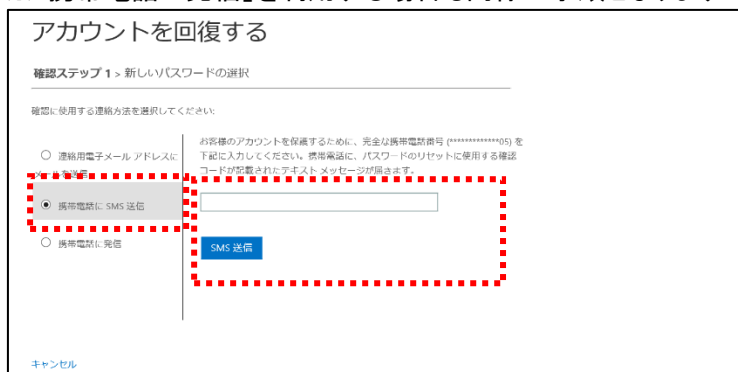 アカウントを回復する
確認ステップ 1 > 新しいパスワードの選択
確認に使用する連絡方法を選択してください:
連絡用電子メール アドレスに
メールを送信
携帯電話に SMS 送信
携帯電話に発信
お客様のアカウントを保護するために、完全な携帯電話番号 (*************05) を
下記に入力してください。携帯電話に、パスワードのリセットに使用する確認
コードが記載されたテキスト メッセージが届きます。
SMS 送信
キャンセル